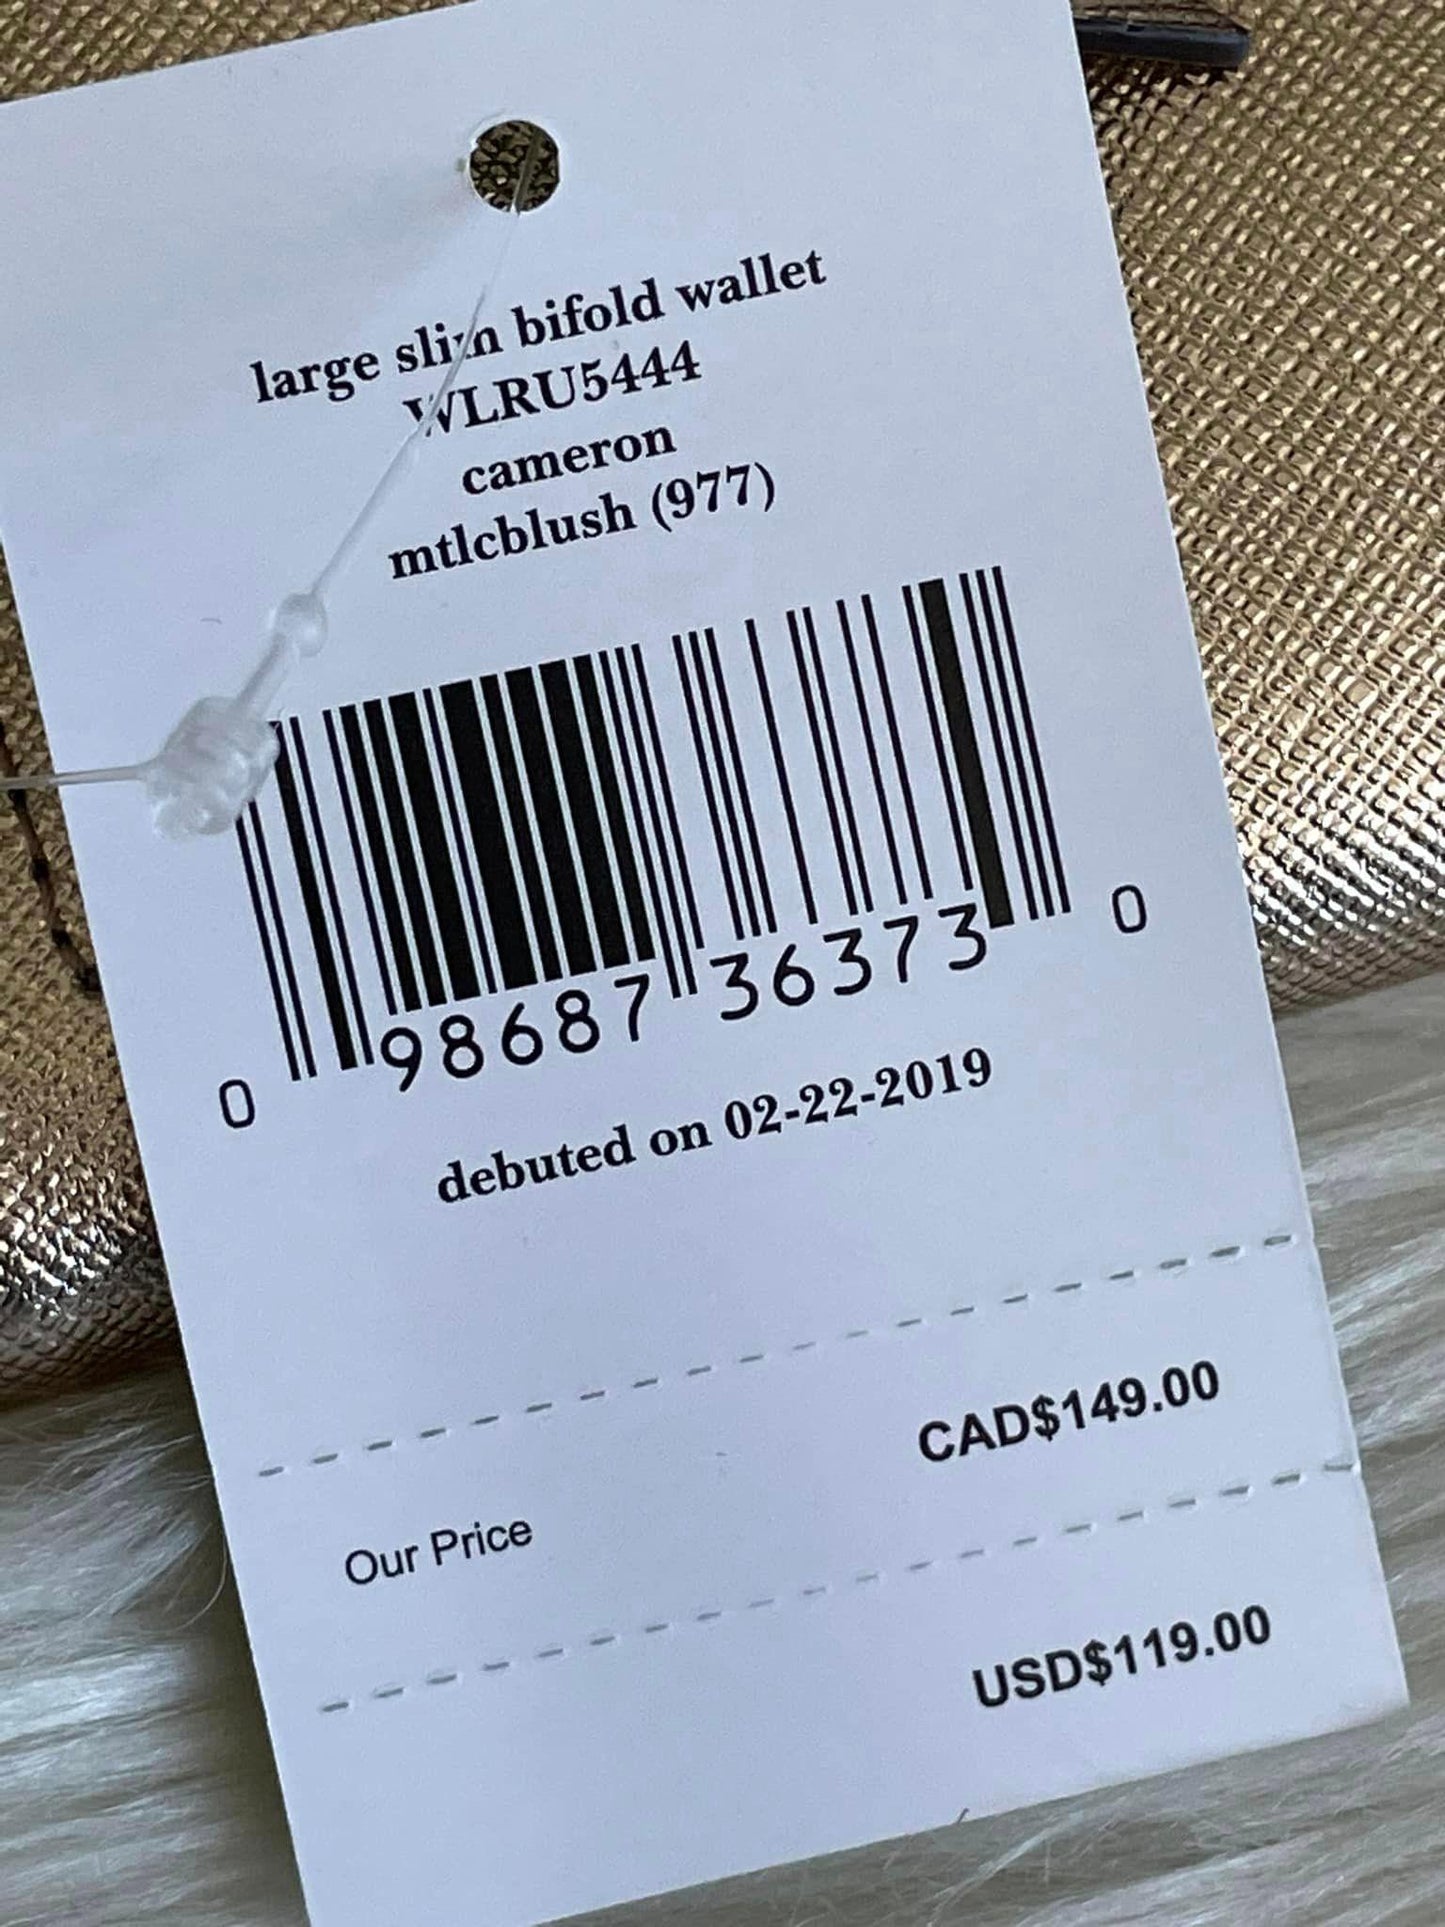 large slim bifold wallet
WLRU5444
cameron
mtlcblush (977)
0 98687 36373 0
debuted on 02-22-2019
CAD$149.00
Our Price
USD$119.00